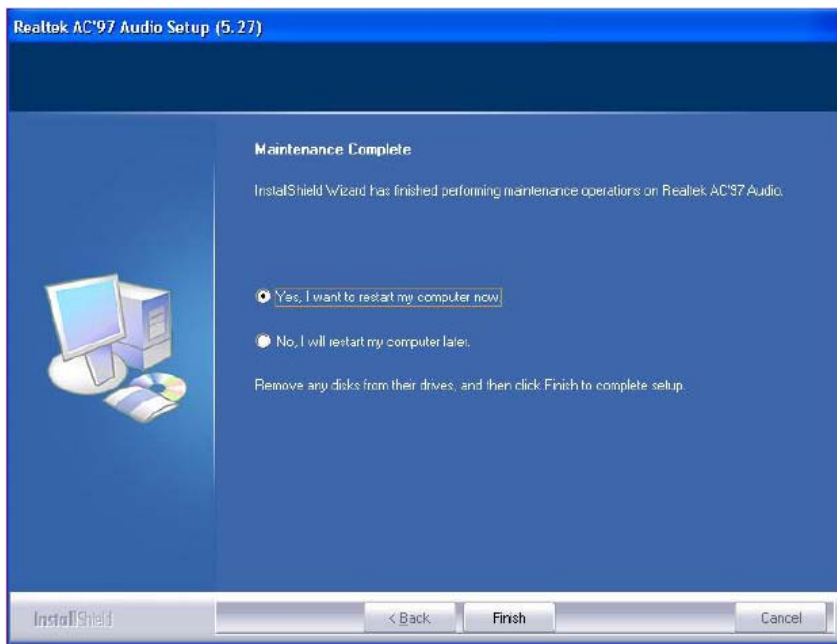 Realtek AC'97 Audio Setup (5.27)
Maintenance Complete
InstallShield Wizard has finished performing maintenance operations on Realtek AC'97 Audio.
Yes, I want to restart my computer now.
No, I will restart my computer later.
Remove any disks from their drives, and then click Finish to complete setup.
InstallShield
< Back
Finish
Cancel